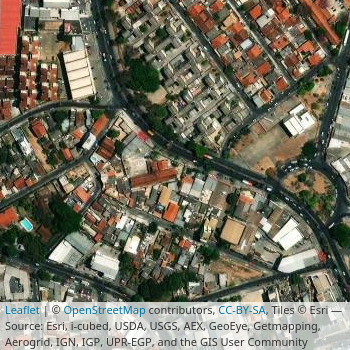 Leaflet | © OpenStreetMap contributors, CC-BY-SA, Tiles © Esri —
Source: Esri, i-cubed, USDA, USGS, AEX, GeoEye, Getmapping,
Aerogrid, IGN, IGP, UPR-EGP, and the GIS User Community